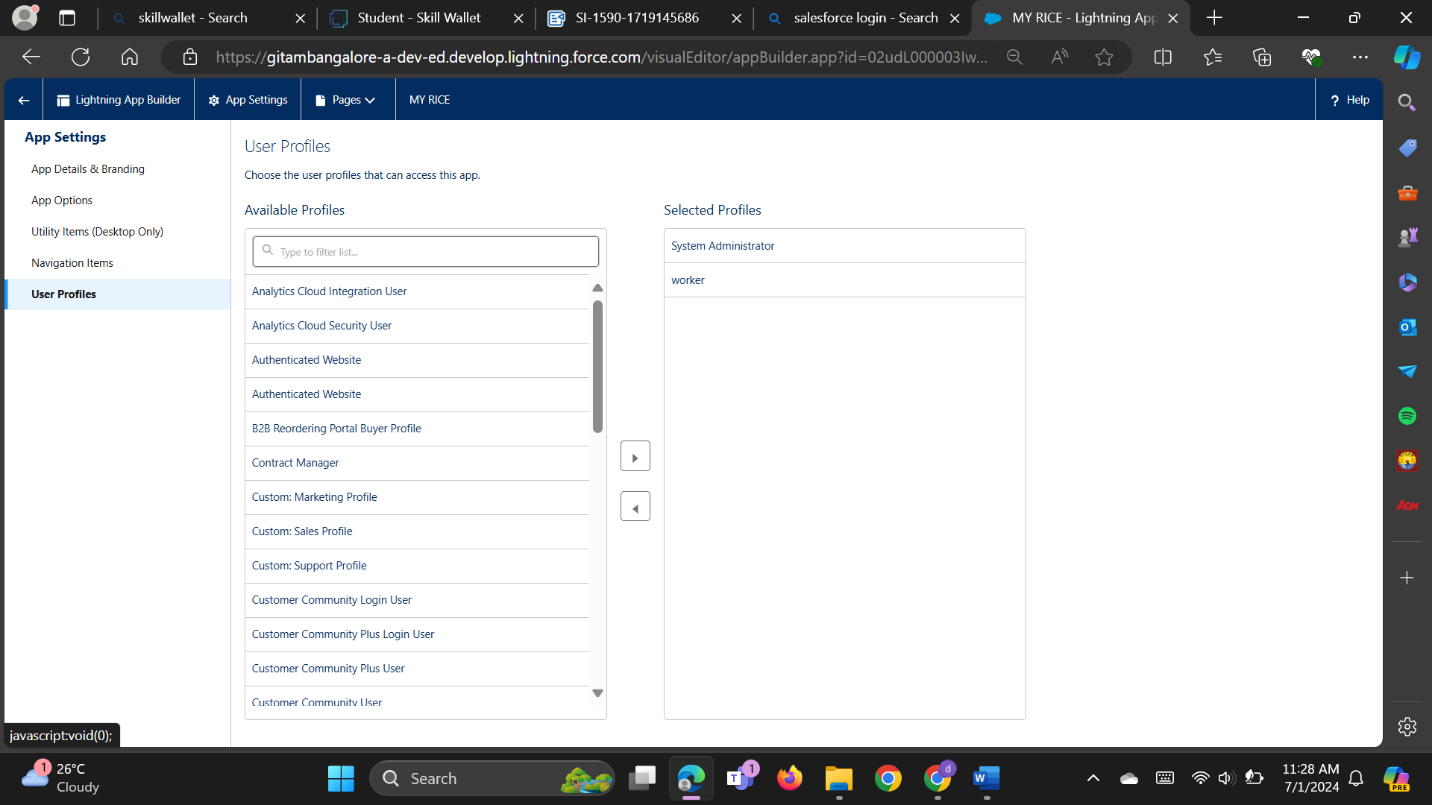 skillwallet - Search
Student - Skill Wallet
SI-1590-1719145686
salesforce login - Search
MY RICE - Lightning App
https://gitambangalore-a-dev-ed.develop.lightning.force.com/visualEditor/appBuilder.app?id=02udL000003Iw...
Lightning App Builder
App Settings
Pages
MY RICE
? Help
App Settings
App Details & Branding
App Options
Utility Items (Desktop Only)
Navigation Items
User Profiles
User Profiles
Choose the user profiles that can access this app.
Available Profiles
Type to filter list...
Analytics Cloud Integration User
Analytics Cloud Security User
Authenticated Website
Authenticated Website
B2B Reordering Portal Buyer Profile
Contract Manager
Custom: Marketing Profile
Custom: Sales Profile
Custom: Support Profile
Customer Community Login User
Customer Community Plus Login User
Customer Community Plus User
Customer Community User
Selected Profiles
System Administrator
worker
AON
javascript:void(0);
1
26°C
Cloudy
Search
T
1
d
W
11:28 AM
7/1/2024
PRE